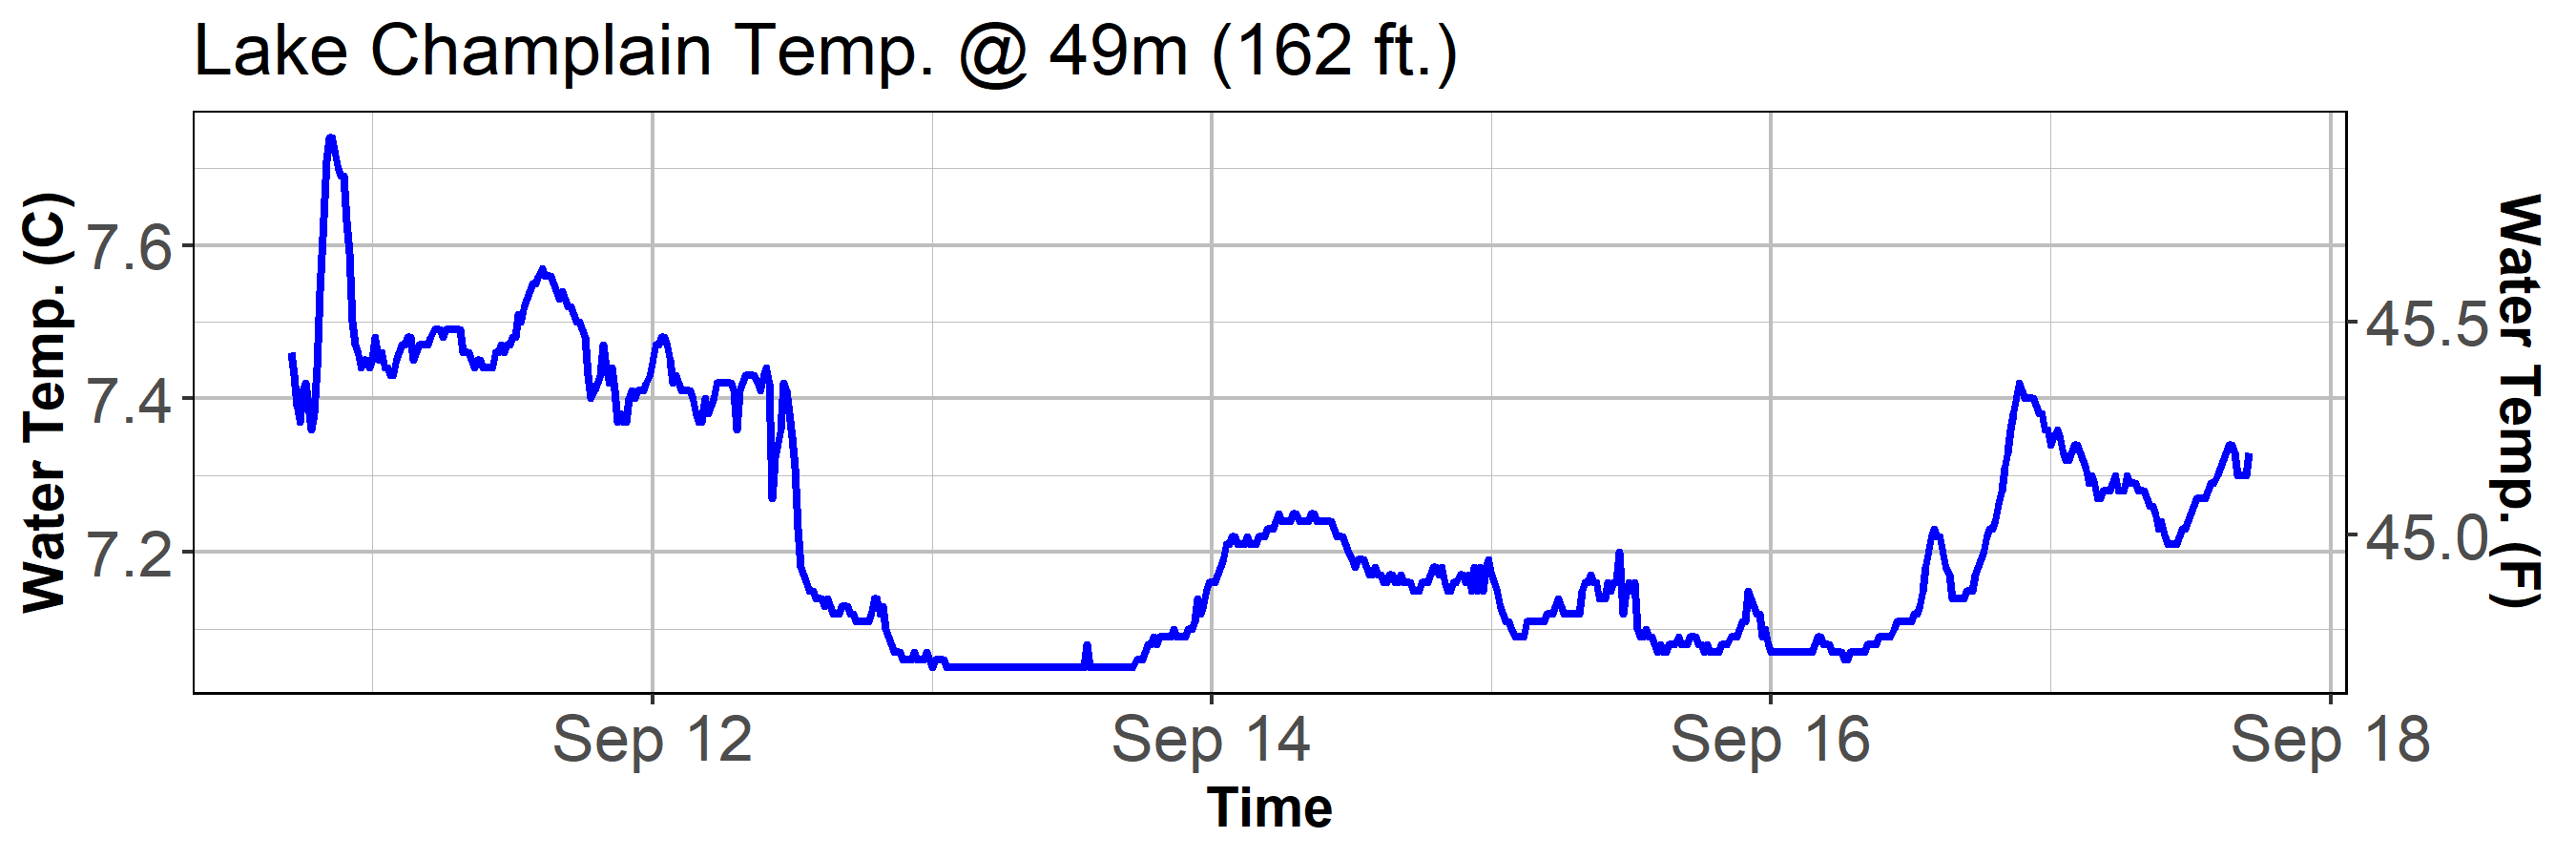 Lake Champlain Temp. @ 49m (162 ft.)
Water Temp. (C)
7.6
7.4
7.2
45.5
45.0
Water Temp. (F)
Sep 12
Sep 14
Sep 16
Sep 18
Time